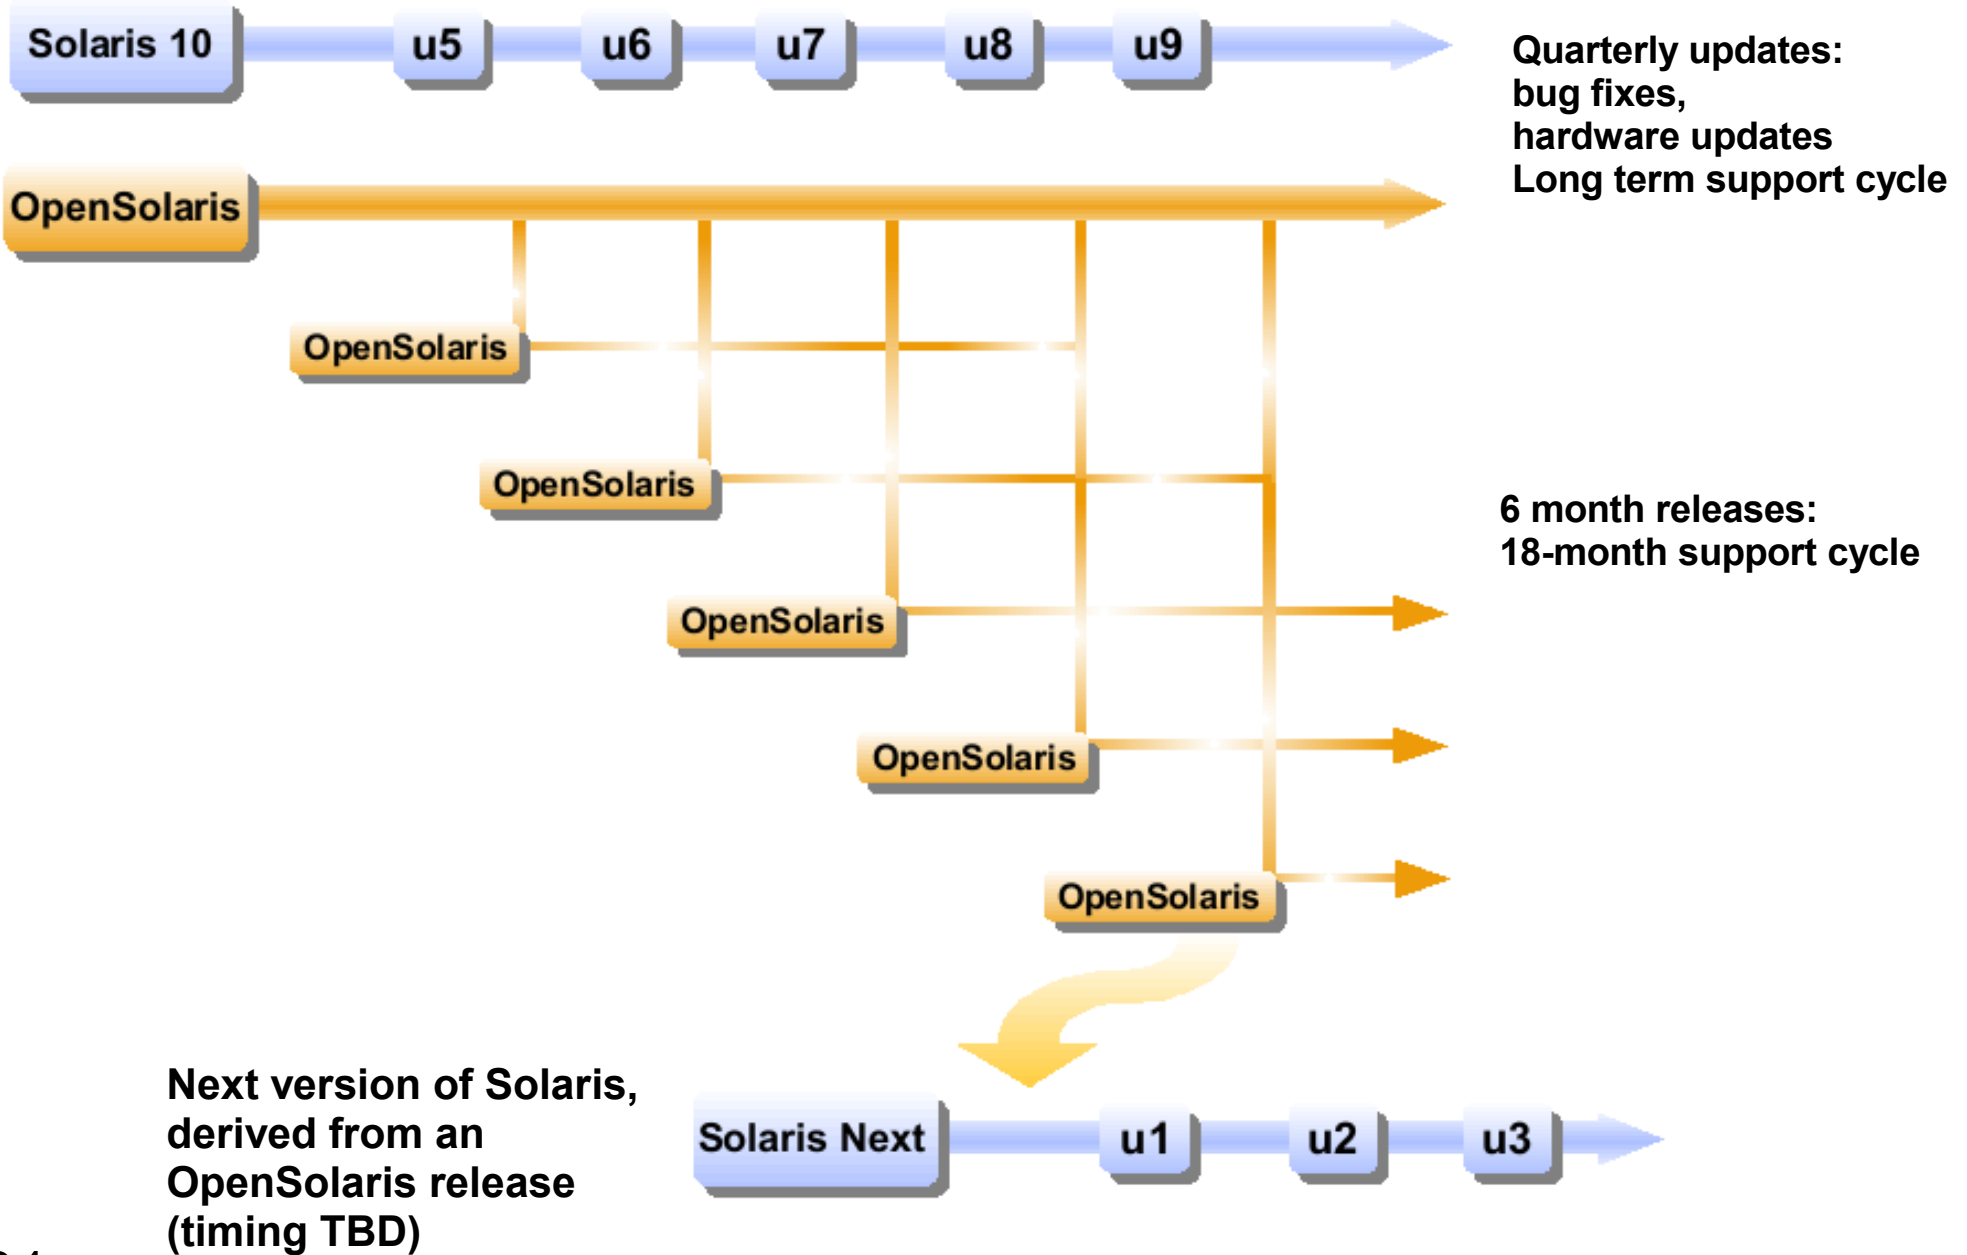 Solaris 10
u5
u6
u7
u8
u9
Quarterly updates:
bug fixes,
hardware updates
Long term support cycle
OpenSolaris
OpenSolaris
OpenSolaris
6 month releases:
18-month support cycle
OpenSolaris
OpenSolaris
OpenSolaris
Next version of Solaris,
derived from an
OpenSolaris release
(timing TBD)
Solaris Next
u1
u2
u3